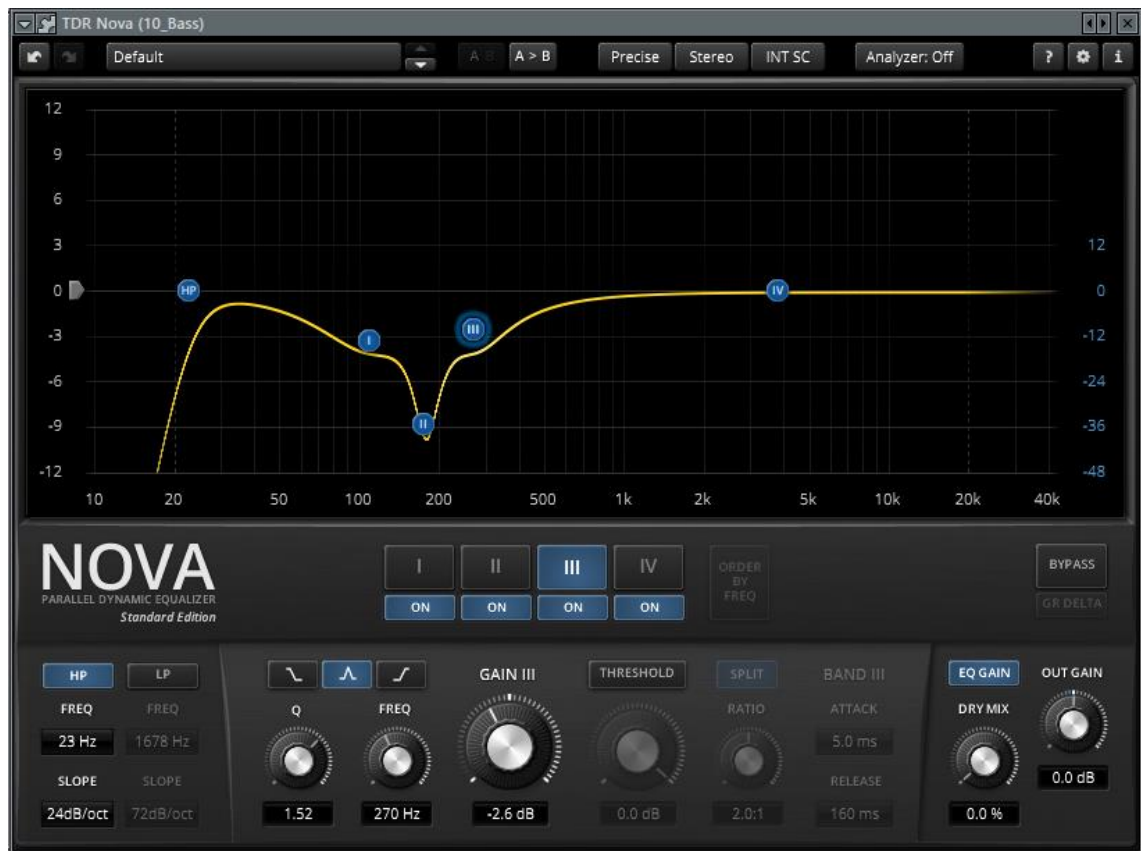 TDR Nova (10_Bass)
Default A B A > B Precise Stereo INT SC Analyzer: Off ? i
12
9
6
3 12
0 HP IV 0
-3 I III -12
-6 -24
-9 II -36
-12 -48
10 20 50 100 200 500 1k 2k 5k 10k 20k 40k
NOVA
PARALLEL DYNAMIC EQUALIZER
Standard Edition
I II III IV
ON ON ON ON
ORDER
BY
FREQ
BYPASS
GR DELTA
HP LP
FREQ FREQ
23 Hz 1678 Hz
SLOPE SLOPE
24dB/oct 72dB/oct
GAIN III
Q FREQ
1.52 270 Hz -2.6 dB
THRESHOLD SPLIT BAND III
RATIO ATTACK
5.0 ms
RELEASE
0.0 dB 2.0:1 160 ms
EQ GAIN OUT GAIN
DRY MIX
0.0 dB
0.0 %